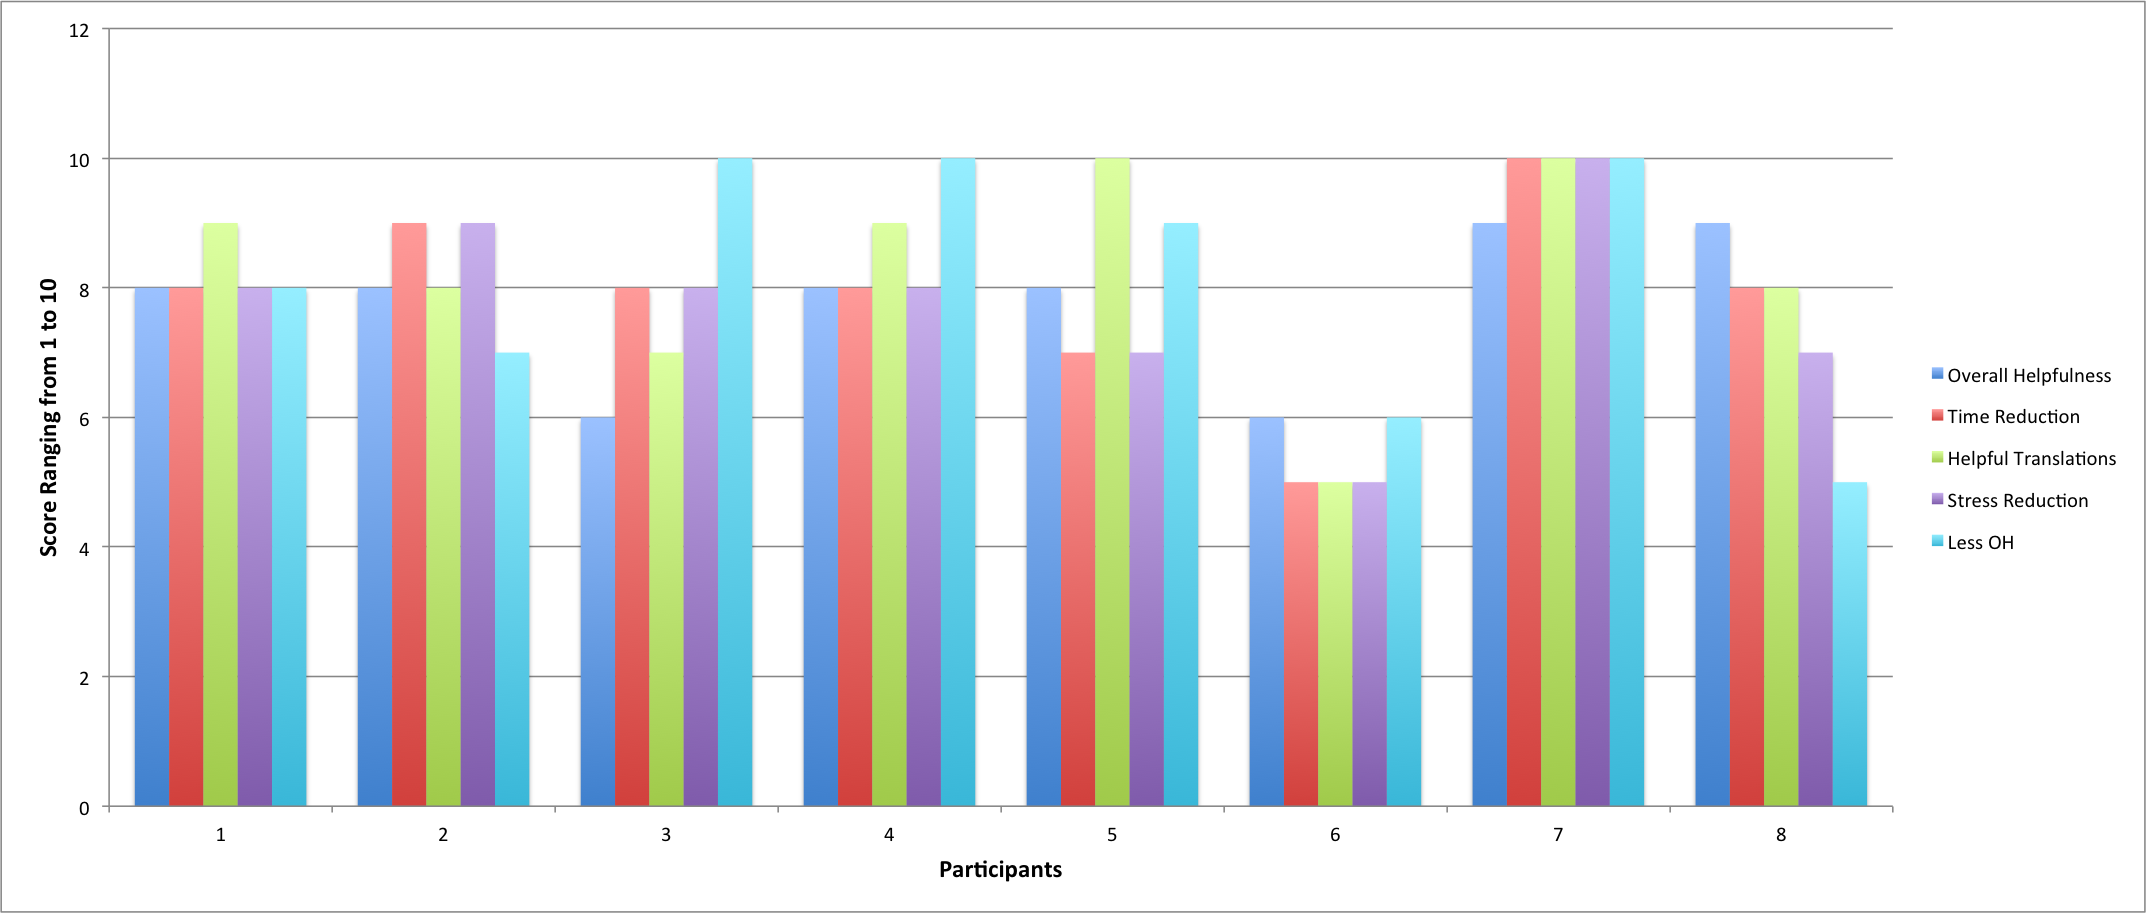 12
10
8
6
4
2
0
Score Ranging from 1 to 10
1 2 3 4 5 6 7 8
Participants
Overall Helpfulness
Time Reduction
Helpful Translations
Stress Reduction
Less OH